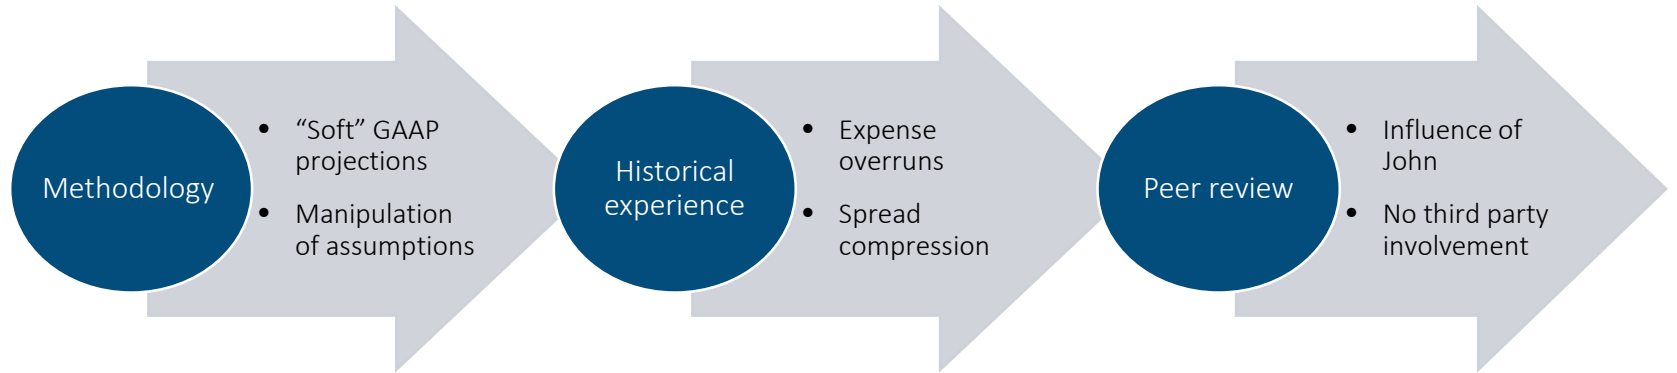 Methodology
• “Soft” GAAP
projections
• Manipulation
of assumptions
Historical
experience
• Expense
overruns
• Spread
compression
Peer review
• Influence of
John
• No third party
involvement